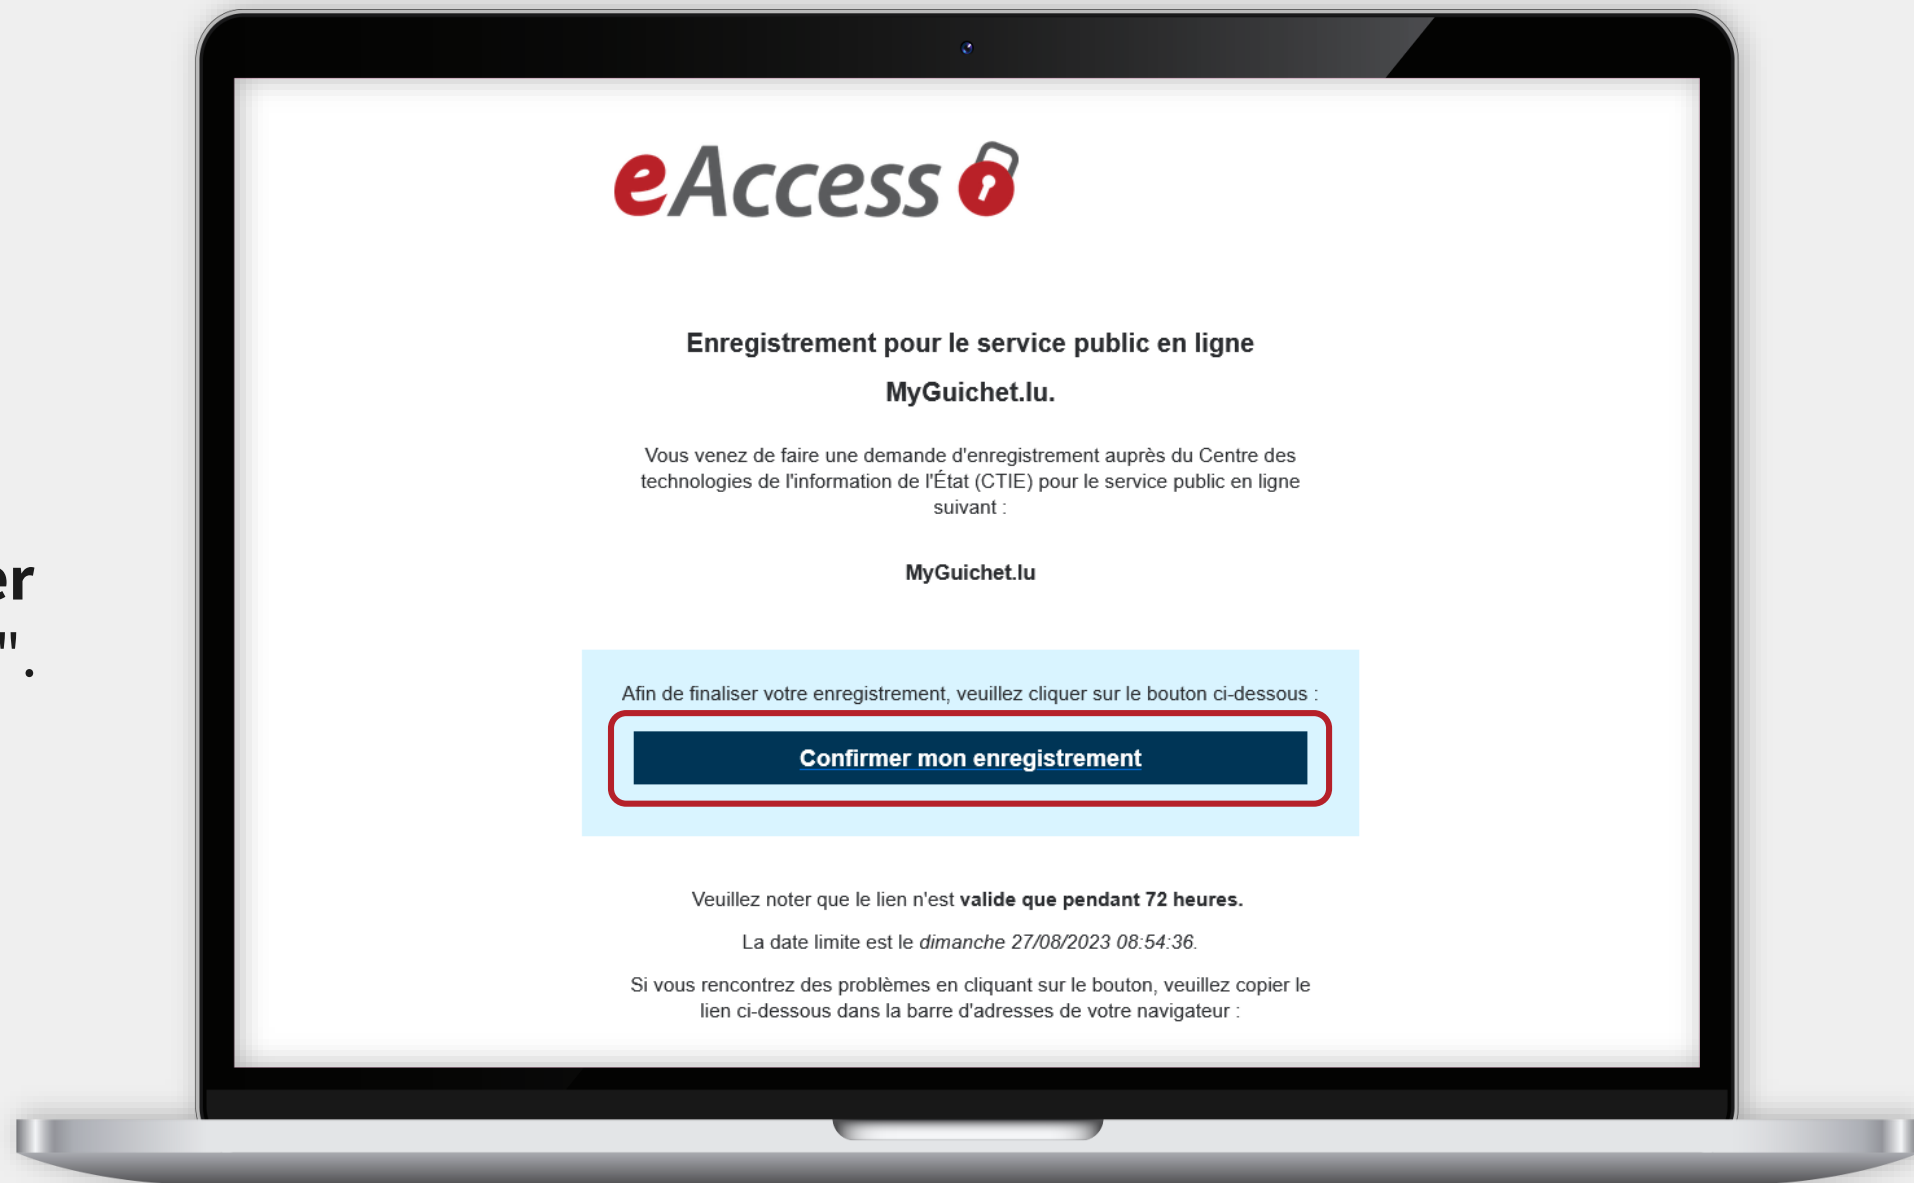 eAccess
Enregistrement pour le service public en ligne
MyGuichet.lu.
Vous venez de faire une demande d'enregistrement auprès du Centre des
technologies de l'information de l'État (CTIE) pour le service public en ligne
suivant :
MyGuichet.lu
er
".
Afin de finaliser votre enregistrement, veuillez cliquer sur le bouton ci-dessous :
Confirmer mon enregistrement
Veuillez noter que le lien n'est valide que pendant 72 heures.
La date limite est le dimanche 27/08/2023 08:54:36.
Si vous rencontrez des problèmes en cliquant sur le bouton, veuillez copier le
lien ci-dessous dans la barre d'adresses de votre navigateur :